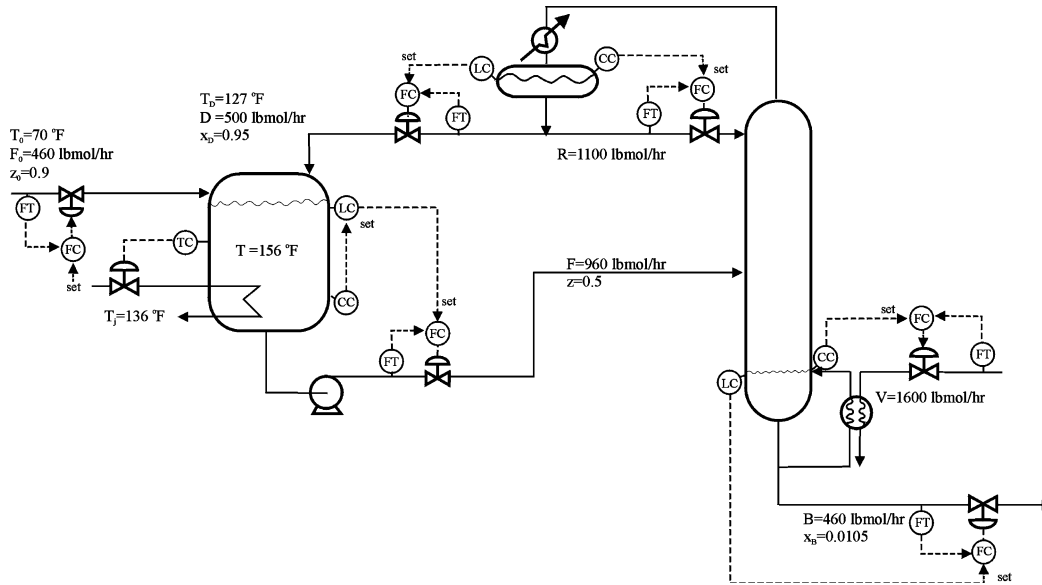 set
LC
CC
set
FC
FC
T_D=127 °F
D =500 lbmol/hr
x_D=0.95
FT
FT
T_0=70 °F
F_0=460 lbmol/hr
z_0=0.9
R=1100 lbmol/hr
FT
LC
set
TC
FC
T =156 °F
F=960 lbmol/hr
z=0.5
set
CC
set
set
T_j=136 °F
FC
FC
FT
CC
FT
LC
V=1600 lbmol/hr
B=460 lbmol/hr
x_B=0.0105
FT
FC
set